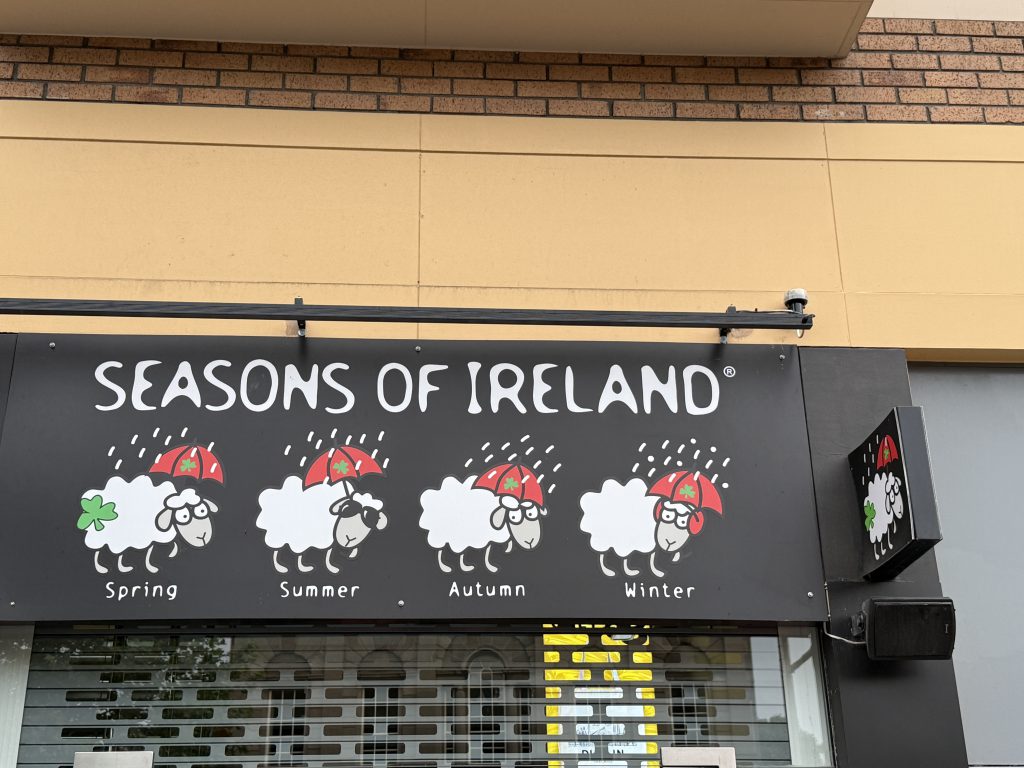 SEASONS OF IRELAND®
Spring Summer Autumn Winter